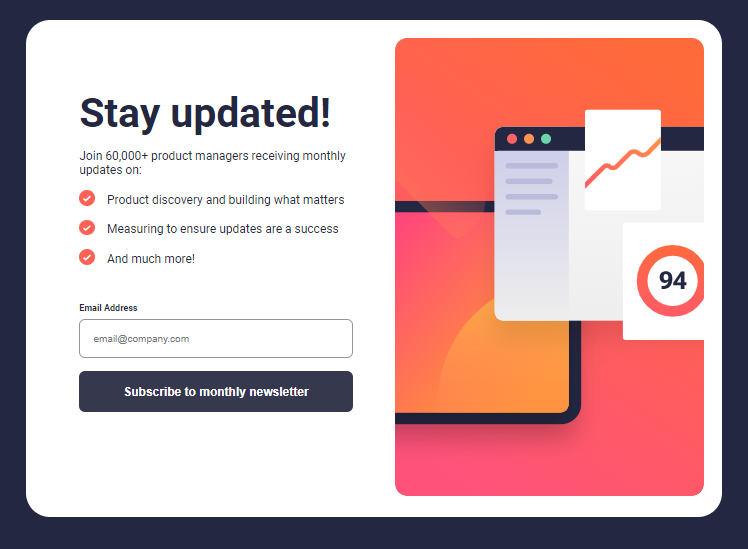 Stay updated!
Join 60,000+ product managers receiving monthly
updates on:
Product discovery and building what matters
Measuring to ensure updates are a success
And much more!
Email Address
email@company.com
Subscribe to monthly newsletter
94